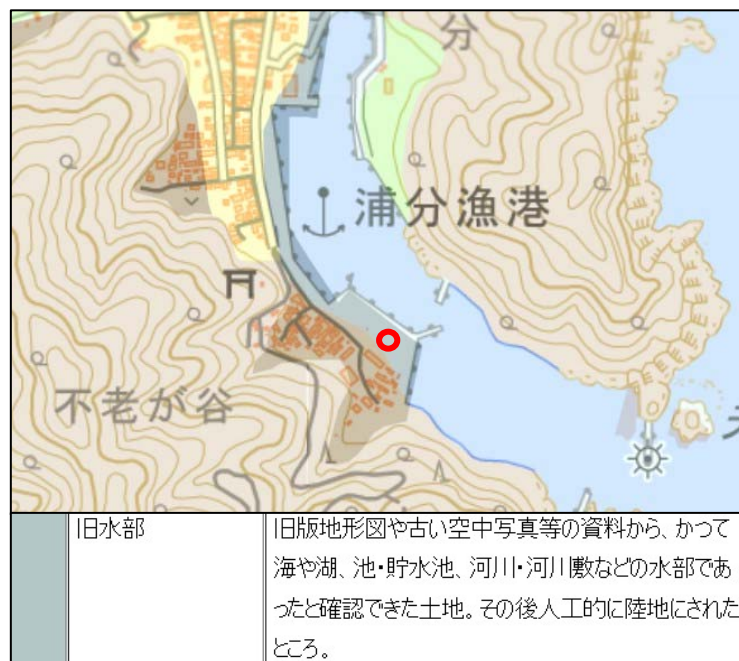 分
浦分漁港
不老が谷
旧水部
旧版地形図や古い空中写真等の資料から、かつて
海や湖、池・貯水池、河川・河川敷などの水部であ
ったと確認できた土地。その後人工的に陸地にされた
ところ。